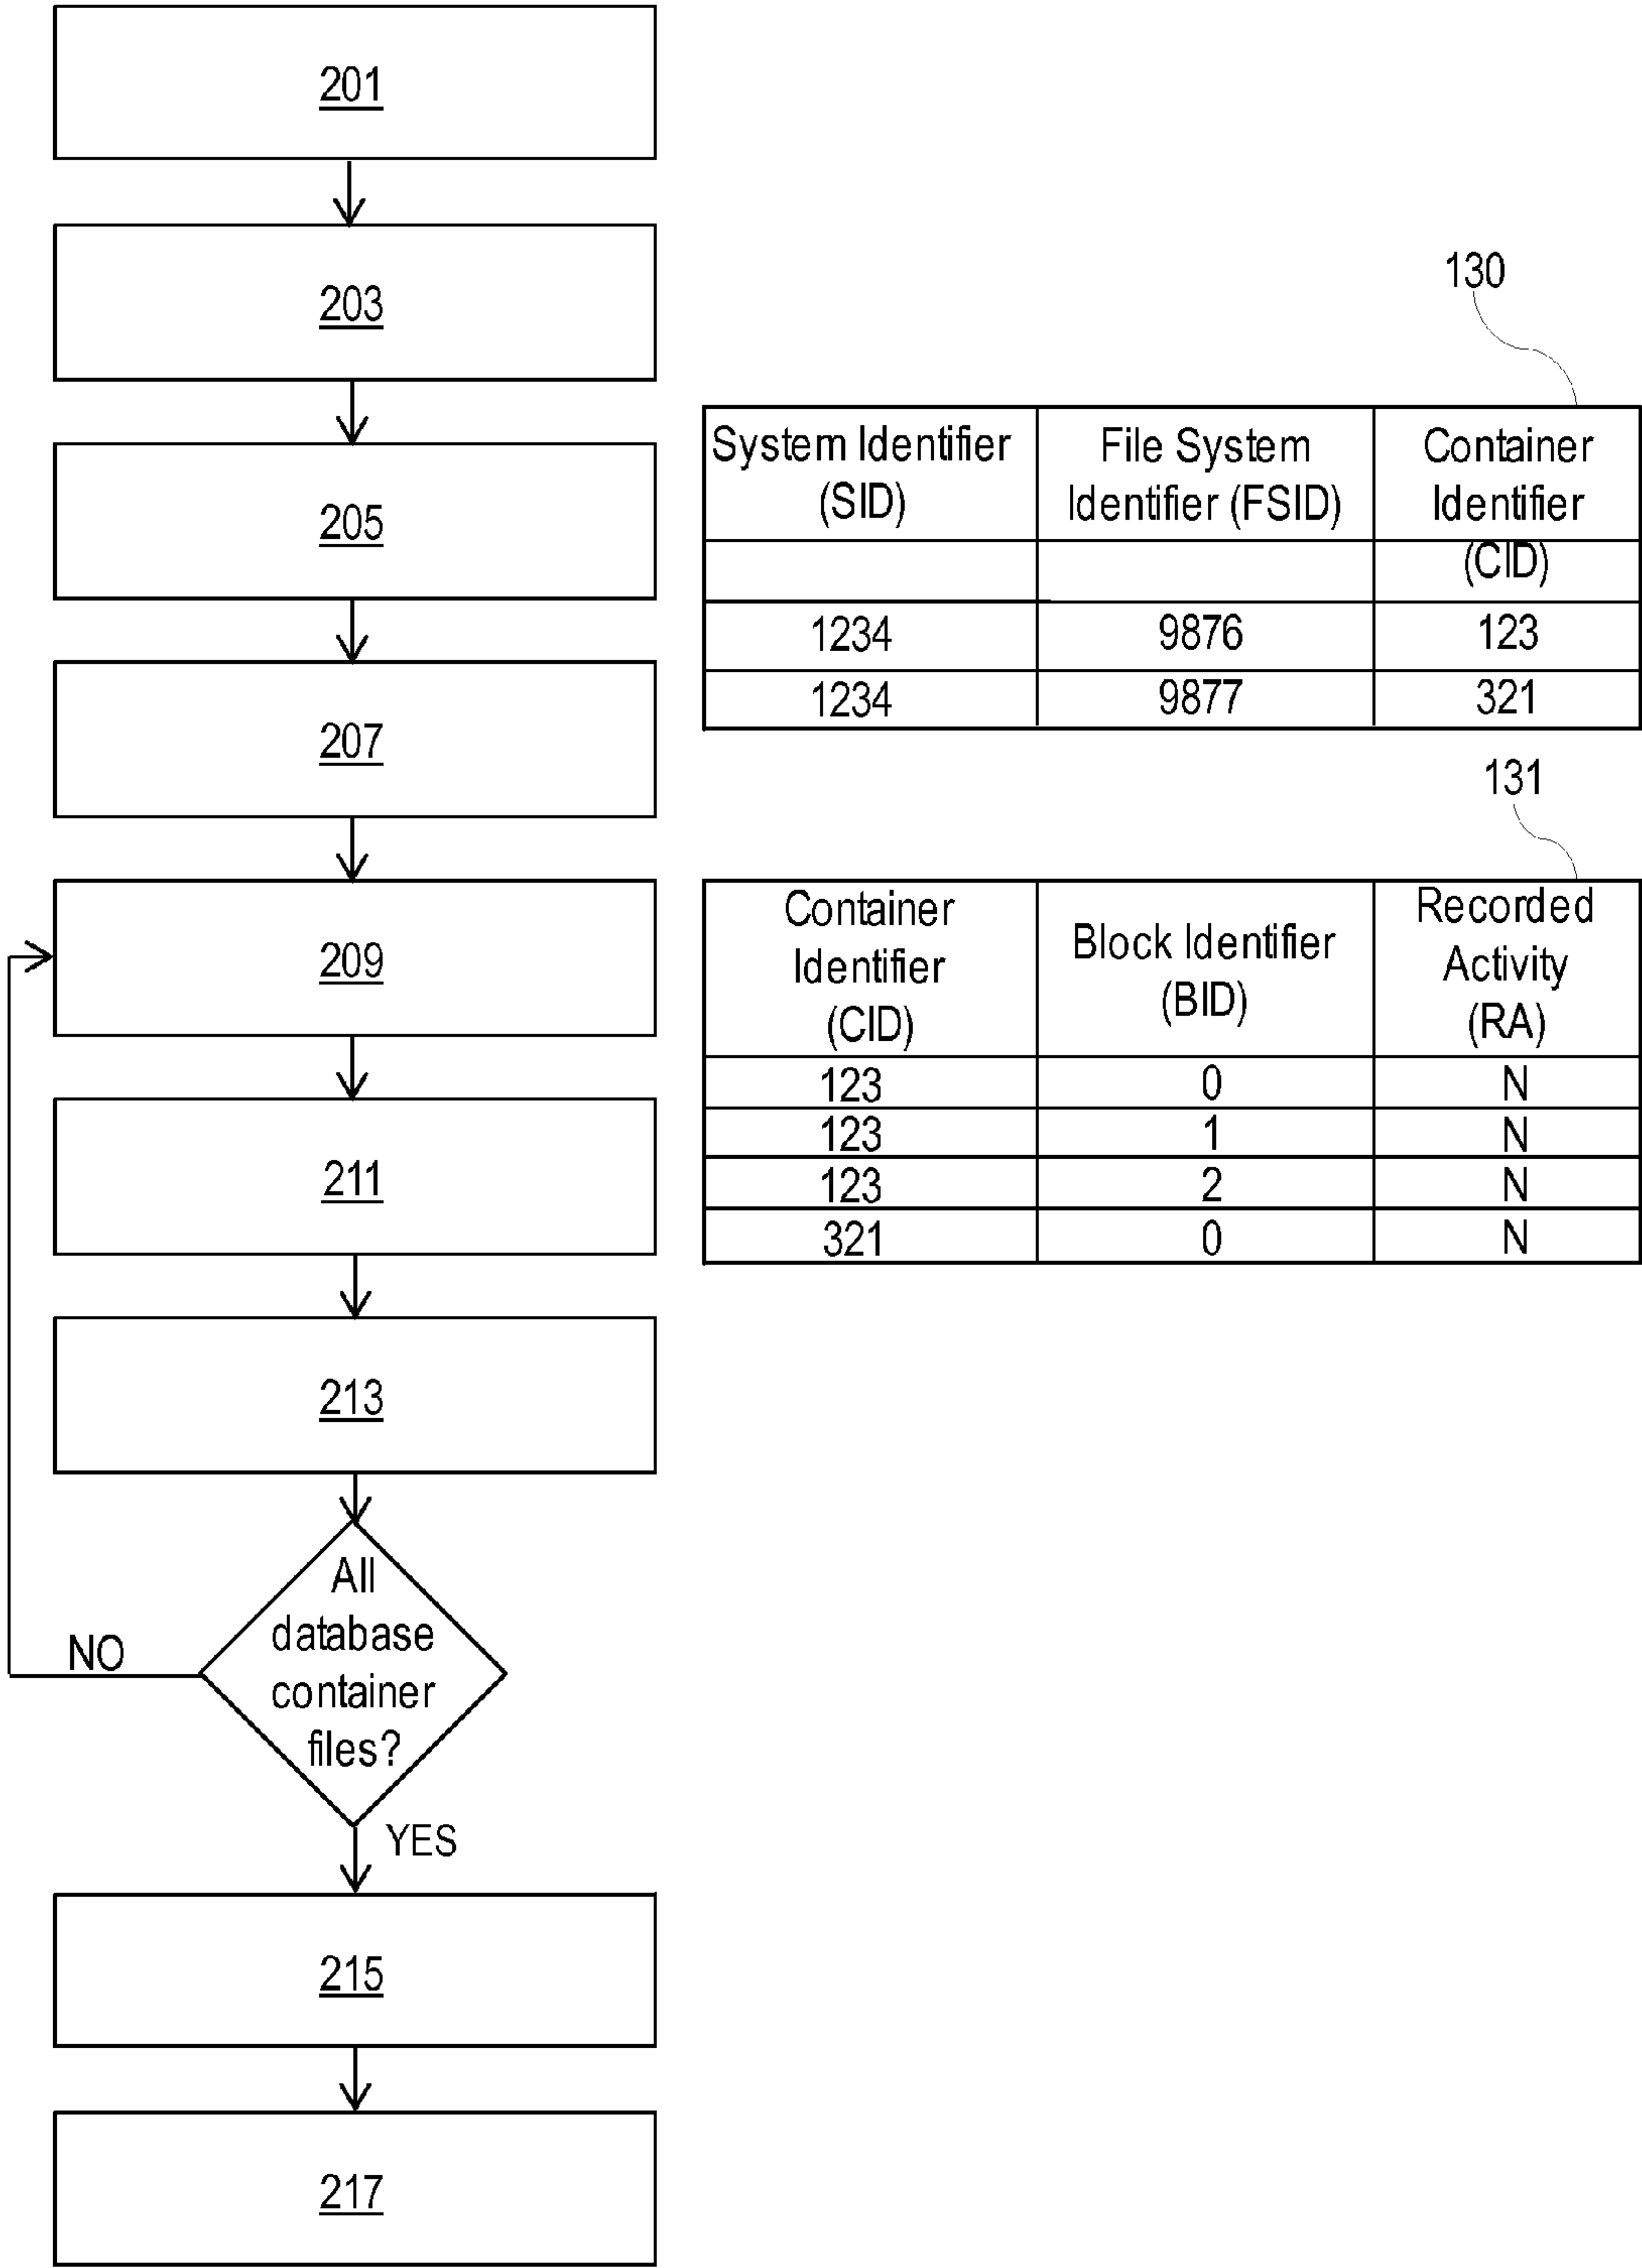 201
203
205
207
209
211
213
All
database
container
files?
NO
YES
215
217
130
System Identifier
(SID)
File System
Identifier (FSID)
Container
Identifier
(CID)
1234 9876 123
1234 9877 321
131
Container
Identifier
(CID)
Block Identifier
(BID)
Recorded
Activity
(RA)
123 0 N
123 1 N
123 2 N
321 0 N